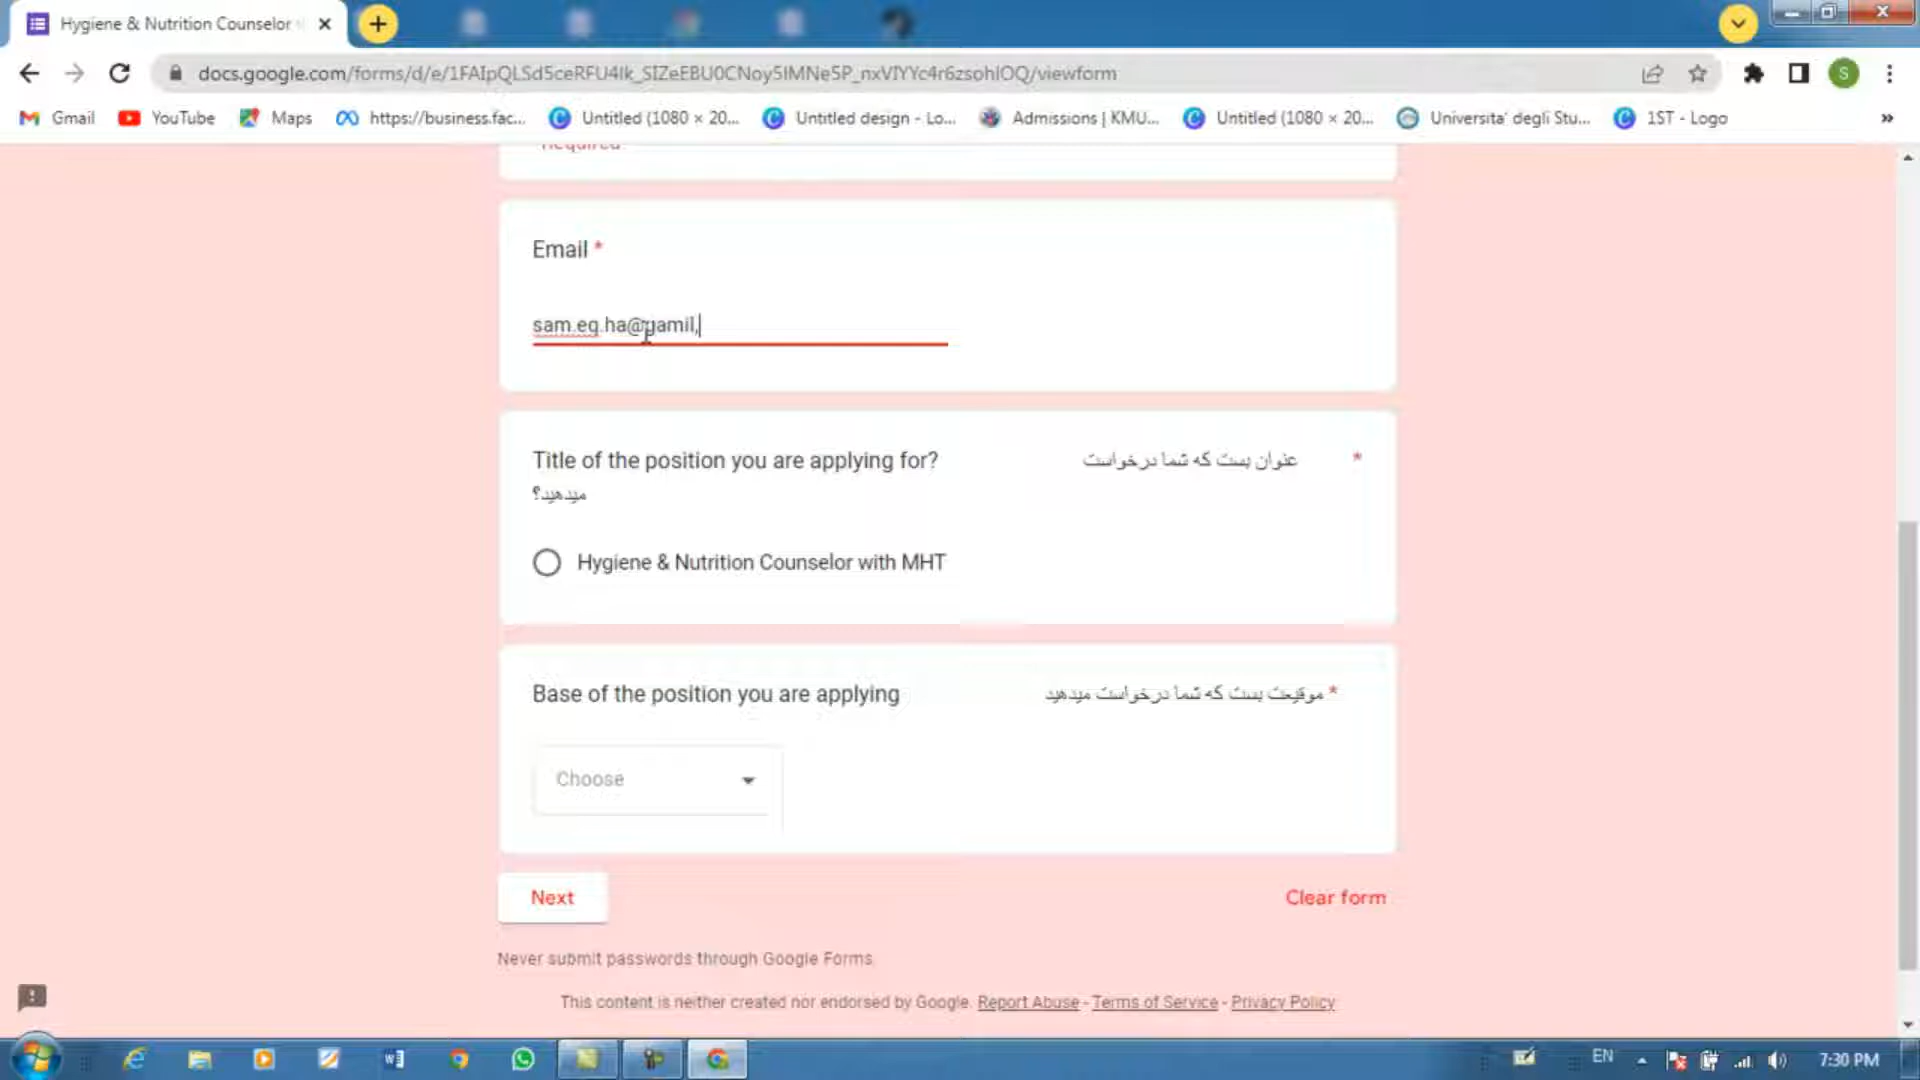 Hygiene & Nutrition Counselor
docs.google.com/forms/d/e/1FAIpQLSd5ceRFU4lk_SIZeEBU0CNoy5IMNe5P_nxVIYYc4r6zsohlOQ/viewform
S
Gmail YouTube Maps https://business.fac... Untitled (1080 × 20... Untitled design - Lo... Admissions | KMU... Untitled (1080 × 20... Universita' degli Stu... 1ST - Logo »
Required
Email *
sam.eq.ha@gamil,
Title of the position you are applying for? عنوان بست که شما درخواست *
میدهید؟
Hygiene & Nutrition Counselor with MHT
Base of the position you are applying موقیعت بست که شما درخواست میدهید *
Choose
Next Clear form
Never submit passwords through Google Forms.
This content is neither created nor endorsed by Google. Report Abuse - Terms of Service - Privacy Policy
EN 7:30 PM